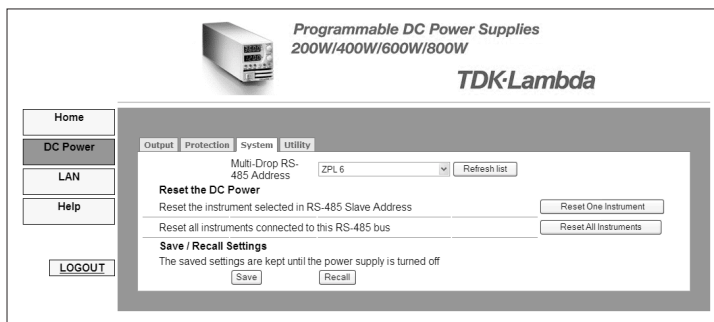 Programmable DC Power Supplies
200W/400W/600W/800W
TDK·Lambda
Home
DC Power
LAN
Help
LOGOUT
Output Protection System Utility
Multi-Drop RS-
485 Address
ZPL 6
Refresh list
Reset the DC Power
Reset the instrument selected in RS-485 Slave Address
Reset One Instrument
Reset all instruments connected to this RS-485 bus
Reset All Instruments
Save / Recall Settings
The saved settings are kept until the power supply is turned off
Save
Recall